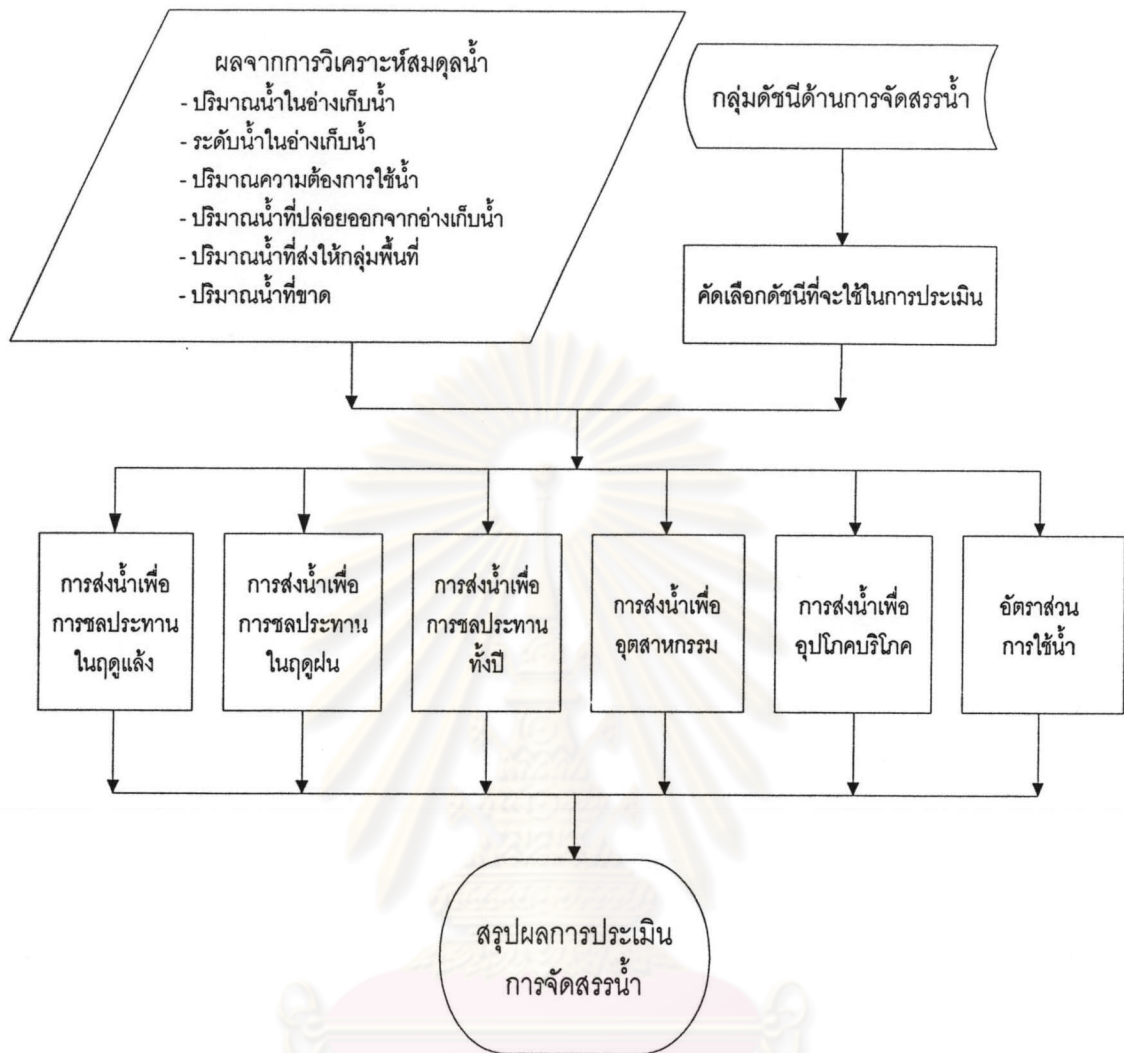 ผลจากการวิเคราะห์สมดุลน้ำ
- ปริมาณน้ำในอ่างเก็บน้ำ
- ระดับน้ำในอ่างเก็บน้ำ
- ปริมาณความต้องการใช้น้ำ
- ปริมาณน้ำที่ปล่อยออกจากอ่างเก็บน้ำ
- ปริมาณน้ำที่ส่งให้กลุ่มพื้นที่
- ปริมาณน้ำที่ขาด
กลุ่มดัชนีด้านการจัดสรรน้ำ
คัดเลือกดัชนีที่จะใช้ในการประเมิน
การส่งน้ำเพื่อ
การชลประทาน
ในฤดูแล้ง
การส่งน้ำเพื่อ
การชลประทาน
ในฤดูฝน
การส่งน้ำเพื่อ
การชลประทาน
ทั้งปี
การส่งน้ำเพื่อ
อุตสาหกรรม
การส่งน้ำเพื่อ
อุปโภคบริโภค
อัตราส่วน
การใช้น้ำ
สรุปผลการประเมิน
การจัดสรรน้ำ